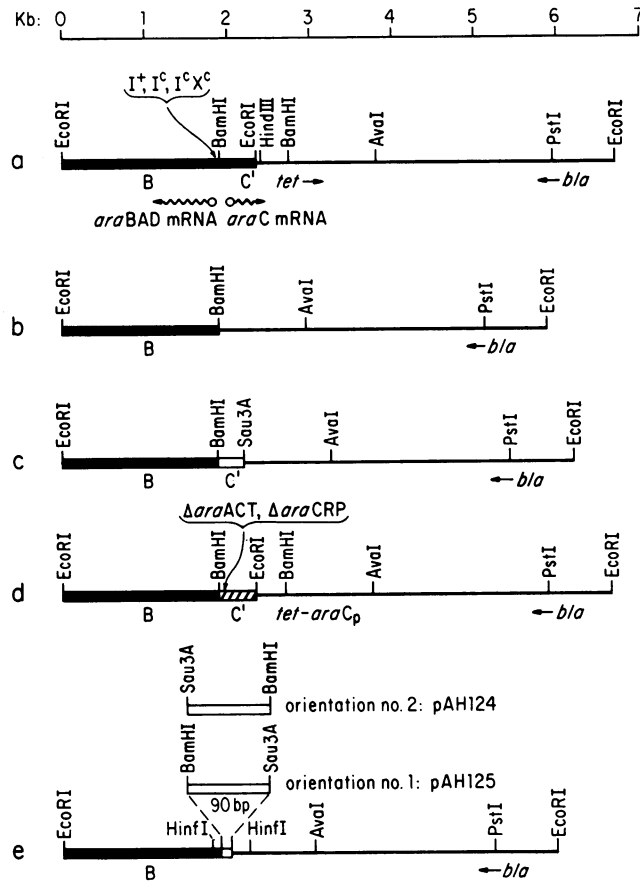 Kb: 0 1 2 3 4 5 6 7
I+, Ic, IcXc
EcoRI BamHI EcoRI HindIII BamHI AvaI PstI EcoRI
a
B C' tet→ ←bla
araBAD mRNA araC mRNA
EcoRI BamHI AvaI PstI EcoRI
b
B ←bla
EcoRI BamHI Sau3A AvaI PstI EcoRI
c
B C' ←bla
ΔaraACT, ΔaraCRP
EcoRI BamHI EcoRI BamHI AvaI PstI EcoRI
d
B C' tet-araCp ←bla
Sau3A BamHI
orientation no. 2: pAH124
BamHI Sau3A
orientation no. 1: pAH125
90 bp
EcoRI HinfI HinfI AvaI PstI EcoRI
e
B ←bla